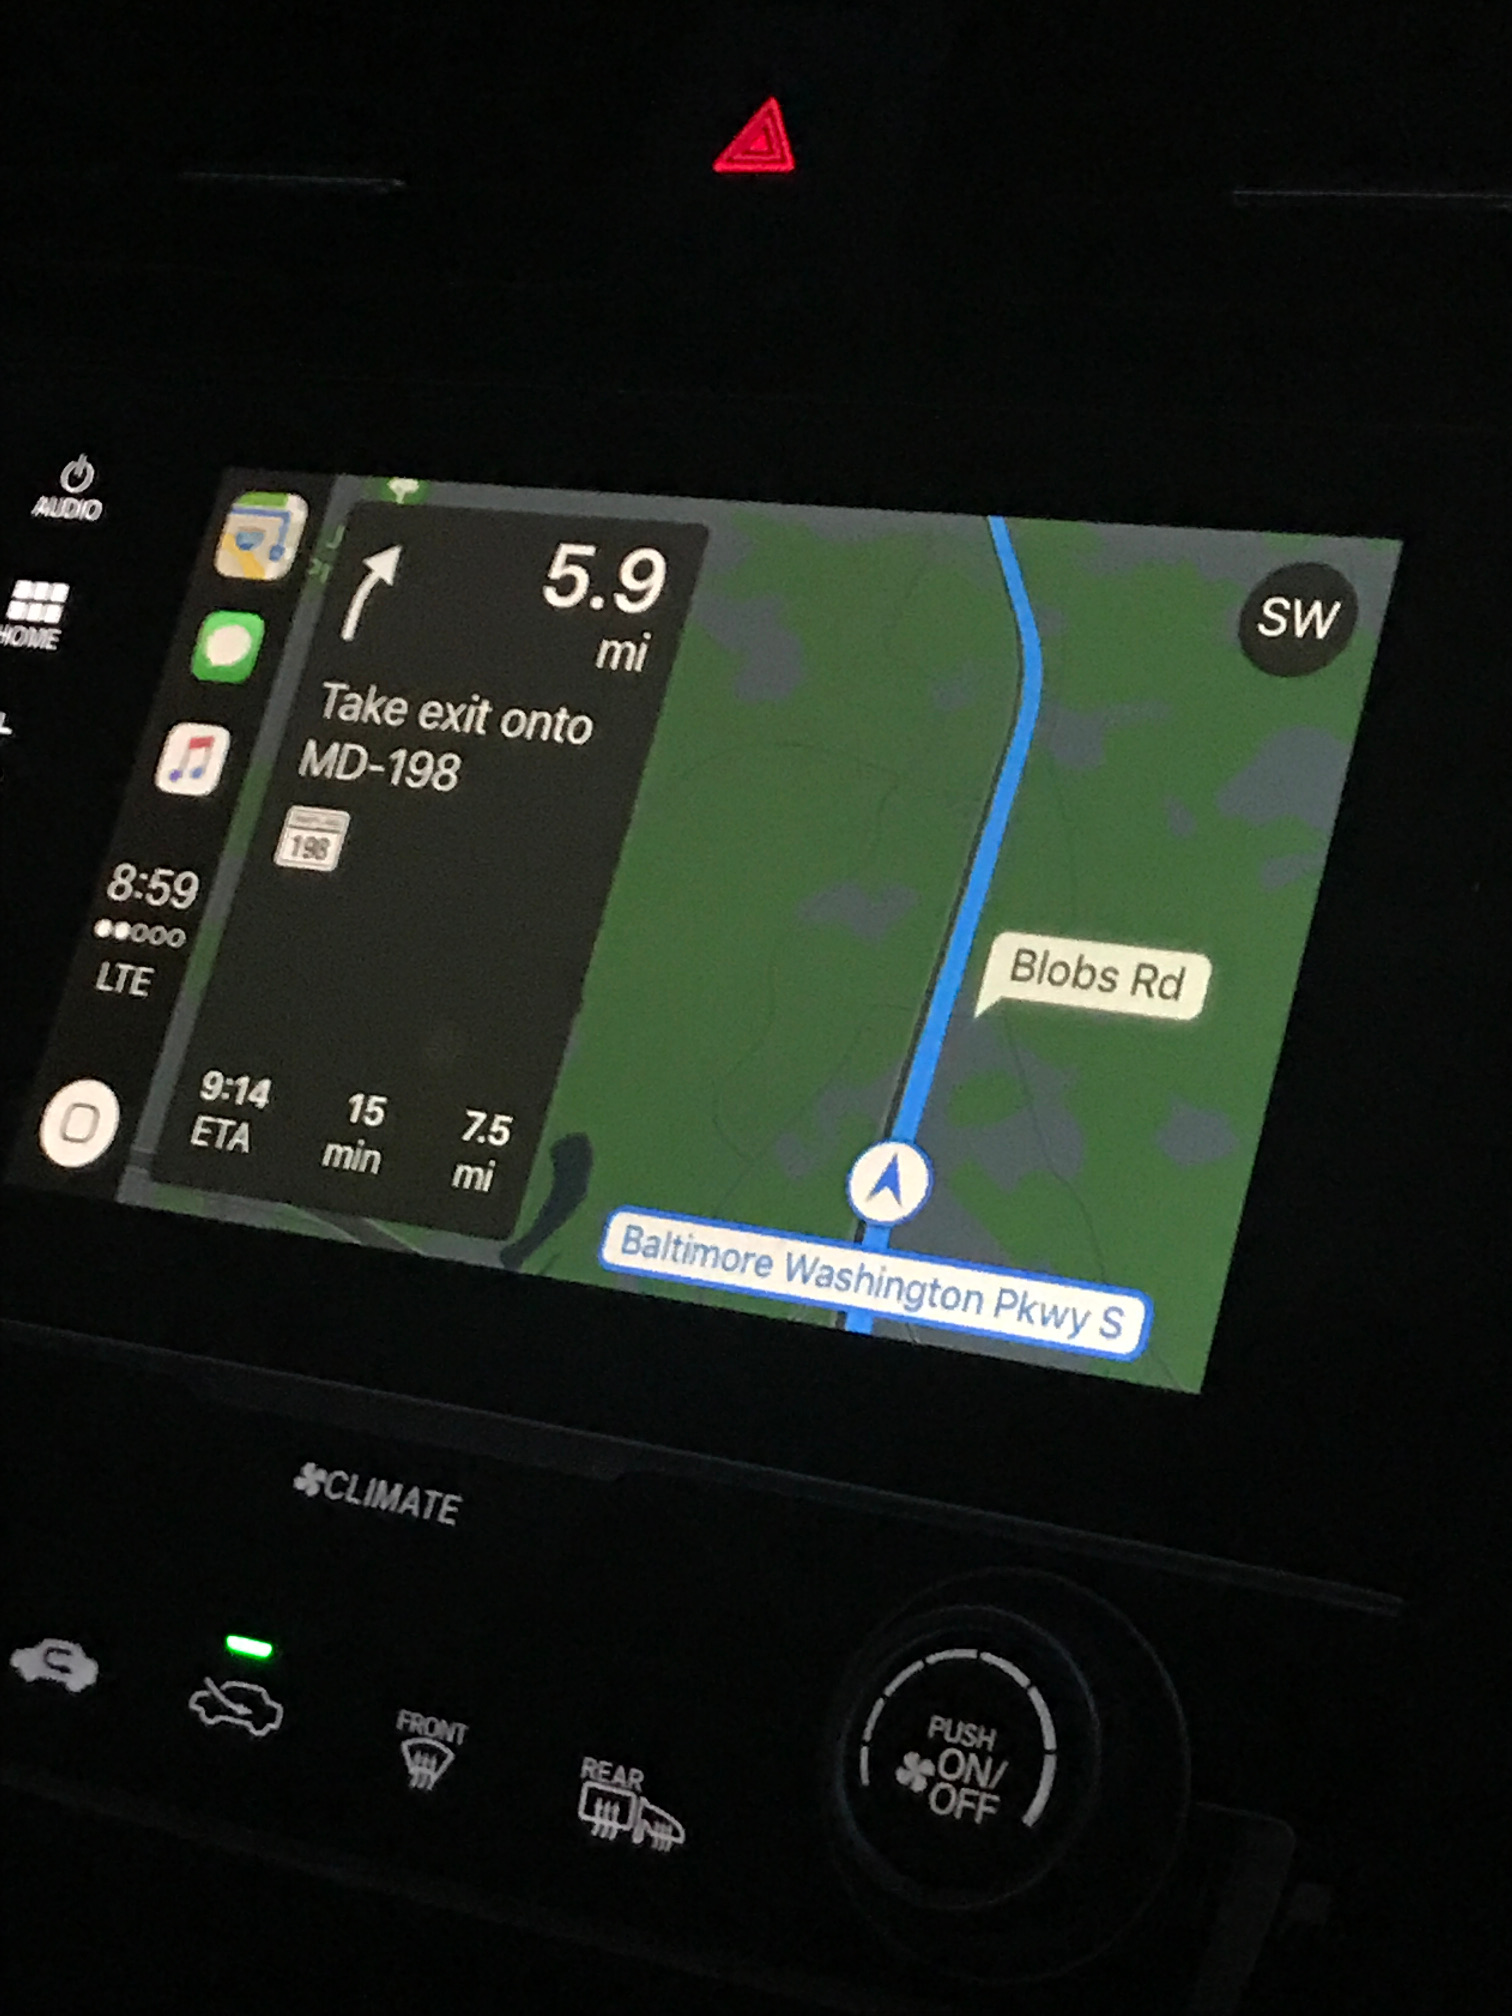 AUDIO
HOME
5.9
mi
Take exit onto
MD-198
198
SW
8:59
LTE
Blobs Rd
9:14
ETA
15
min
7.5
mi
Baltimore Washington Pkwy S
CLIMATE
FRONT
REAR
PUSH
ON/
OFF